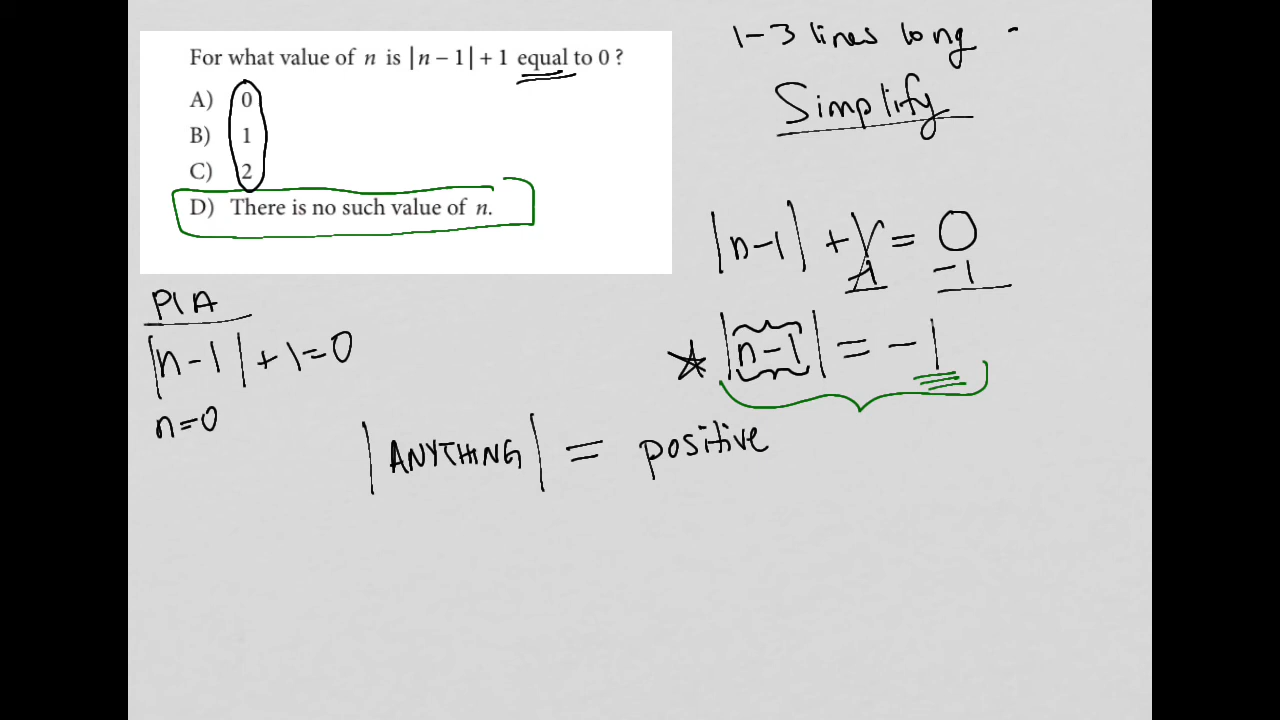 For what value of n is |n − 1| + 1 equal to 0 ?
A) 0
B) 1
C) 2
D) There is no such value of n.
1-3 lines long -
Simplify
|n-1| + 1 = 0
-1 -1
|n-1| = -1
PIA
|n-1| + 1 = 0
n=0
|ANYTHING| = positive